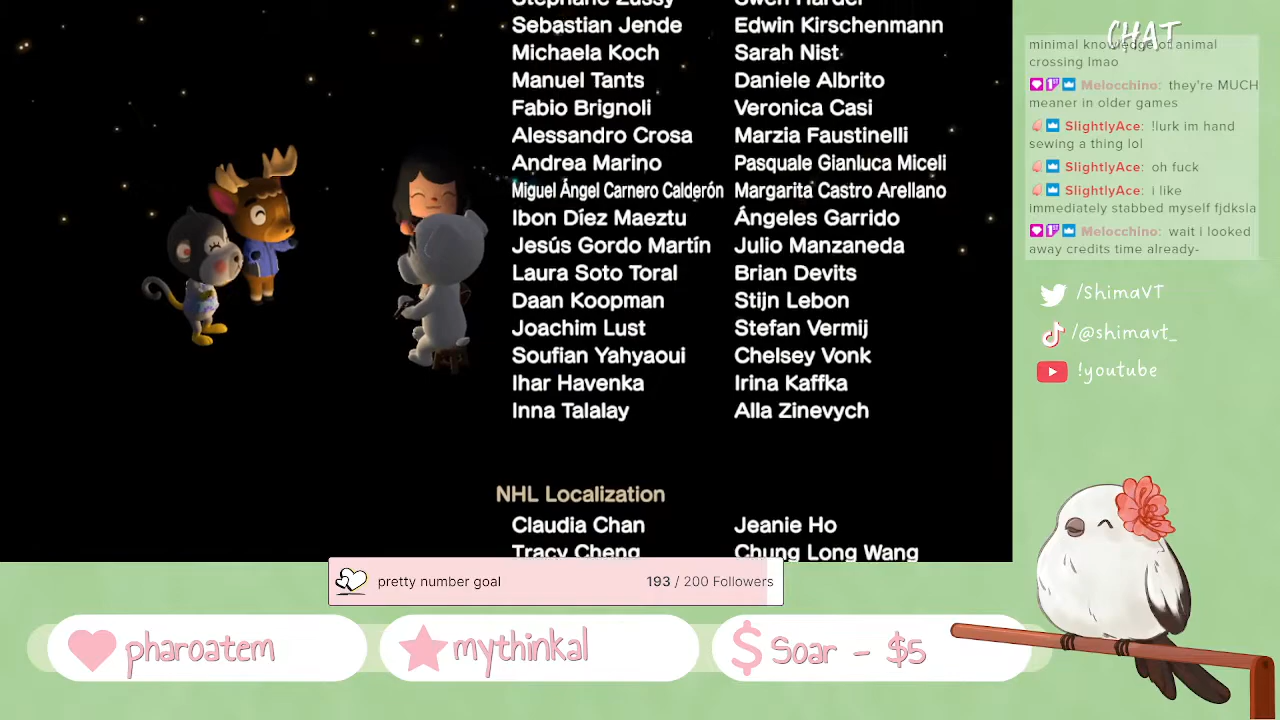 Stephane Zussy Swen Harder
Sebastian Jende Edwin Kirschenmann
Michaela Koch Sarah Nist
Manuel Tants Daniele Albrito
Fabio Brignoli Veronica Casi
Alessandro Crosa Marzia Faustinelli
Andrea Marino Pasquale Gianluca Miceli
Miguel Ángel Carnero Calderón Margarita Castro Arellano
Ibon Díez Maeztu Ángeles Garrido
Jesús Gordo Martín Julio Manzaneda
Laura Soto Toral Brian Devits
Daan Koopman Stijn Lebon
Joachim Lust Stefan Vermij
Soufian Yahyaoui Chelsey Vonk
Ihar Havenka Irina Kaffka
Inna Talalay Alla Zinevych
NHL Localization
Claudia Chan Jeanie Ho
Tracy Cheng Chung Long Wang
CHAT
minimal knowledge of animal
crossing lmao
Melocchino: they're MUCH
meaner in older games
SlightlyAce: !lurk im hand
sewing a thing lol
SlightlyAce: oh fuck
SlightlyAce: i like
immediately stabbed myself fjdksla
Melocchino: wait i looked
away credits time already-
/ShimaVT
/@shimavt_
!youtube
pretty number goal 193 / 200 Followers
pharoatem
mythinkal
$ Soar - $5